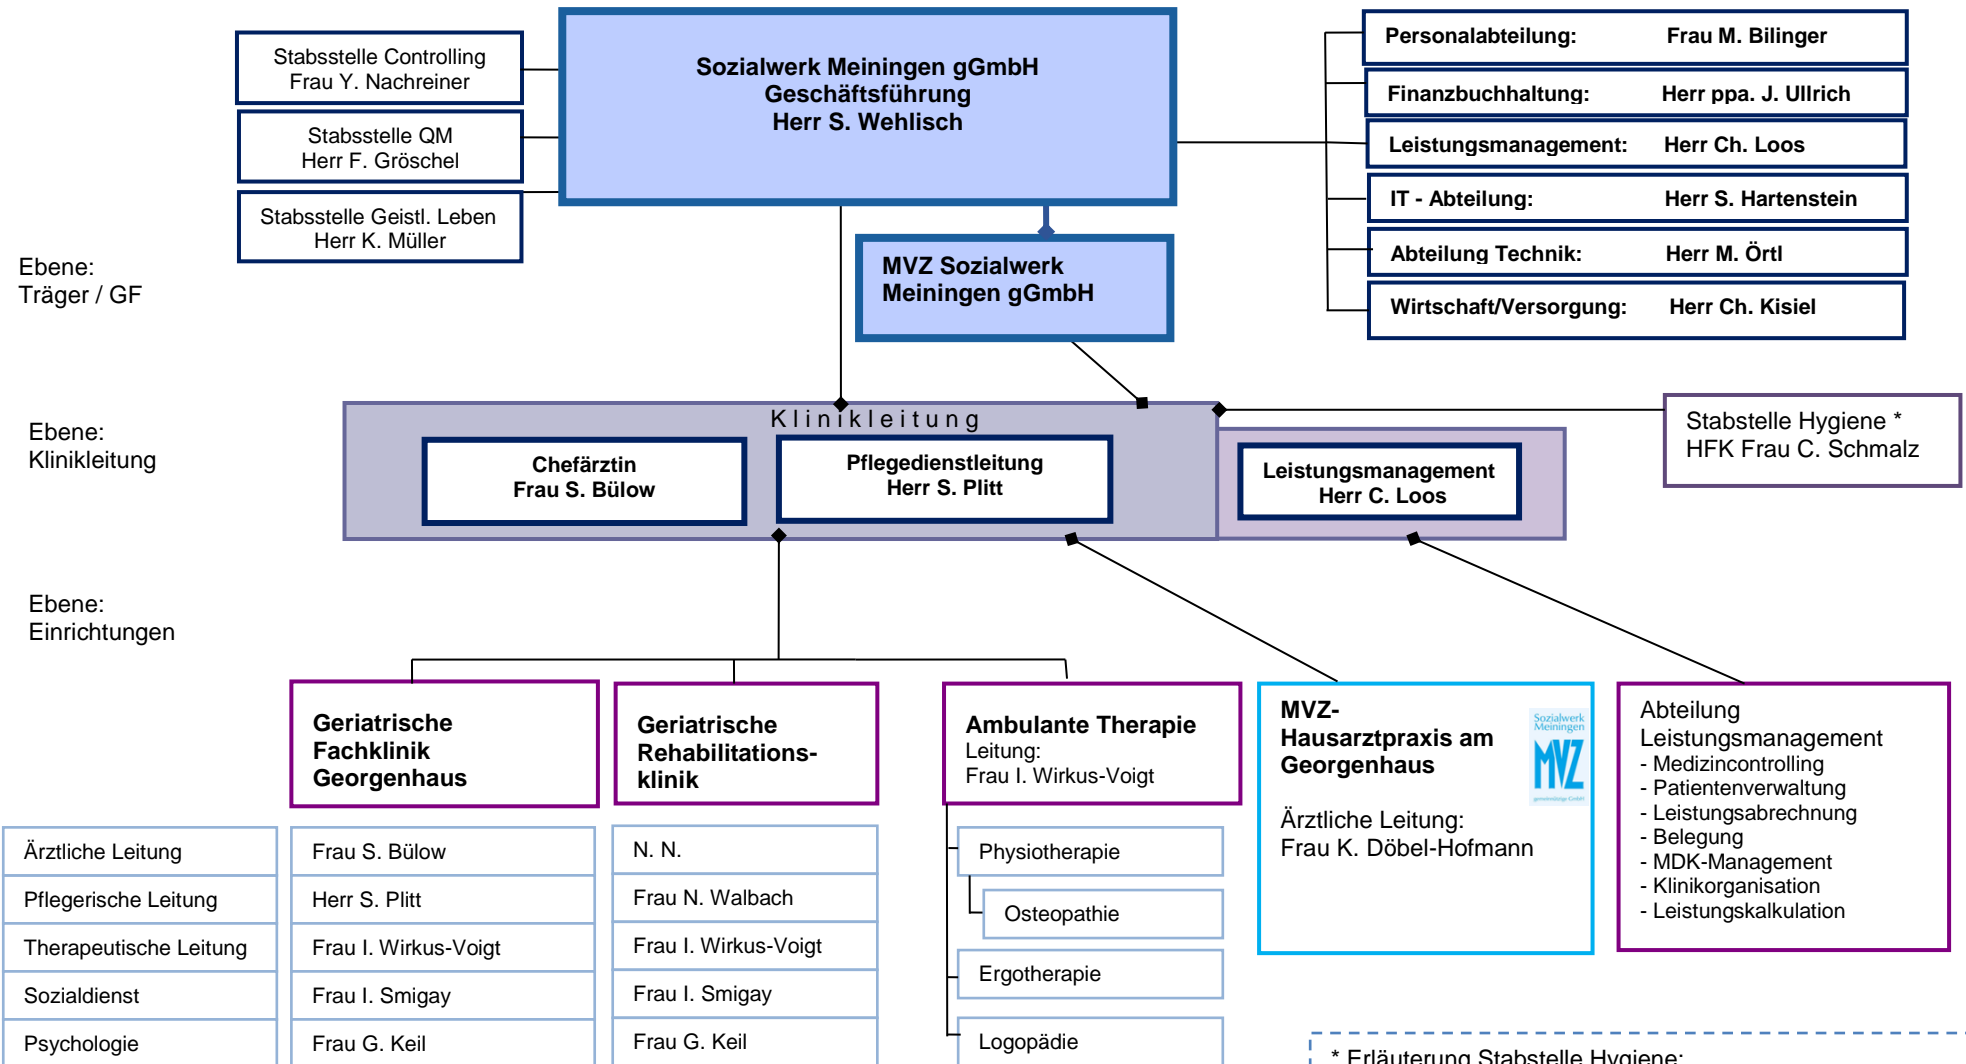 Stabsstelle Controlling
Frau Y. Nachreiner
Stabsstelle QM
Herr F. Gröschel
Stabsstelle Geistl. Leben
Herr K. Müller
Sozialwerk Meiningen gGmbH
Geschäftsführung
Herr S. Wehlisch
MVZ Sozialwerk
Meiningen gGmbH
Personalabteilung: Frau M. Bilinger
Finanzbuchhaltung: Herr ppa. J. Ullrich
Leistungsmanagement: Herr Ch. Loos
IT - Abteilung: Herr S. Hartenstein
Abteilung Technik: Herr M. Örtl
Wirtschaft/Versorgung: Herr Ch. Kisiel
Ebene:
Träger / GF
Ebene:
Klinikleitung
Klinikleitung
Chefärztin
Frau S. Bülow
Pflegedienstleitung
Herr S. Plitt
Leistungsmanagement
Herr C. Loos
Stabstelle Hygiene *
HFK Frau C. Schmalz
Ebene:
Einrichtungen
Geriatrische
Fachklinik
Georgenhaus
Geriatrische
Rehabilitations-
klinik
Ambulante Therapie
Leitung:
Frau I. Wirkus-Voigt
MVZ-
Hausarztpraxis am
Georgenhaus
Ärztliche Leitung:
Frau K. Döbel-Hofmann
Sozialwerk
Meiningen
MVZ
gemeinnützige GmbH
Abteilung
Leistungsmanagement
- Medizincontrolling
- Patientenverwaltung
- Leistungsabrechnung
- Belegung
- MDK-Management
- Klinikorganisation
- Leistungskalkulation
Ärztliche Leitung
Frau S. Bülow
N. N.
Pflegerische Leitung
Herr S. Plitt
Frau N. Walbach
Therapeutische Leitung
Frau I. Wirkus-Voigt
Frau I. Wirkus-Voigt
Sozialdienst
Frau I. Smigay
Frau I. Smigay
Psychologie
Frau G. Keil
Frau G. Keil
Physiotherapie
Osteopathie
Ergotherapie
Logopädie
* Erläuterung Stabstelle Hygiene: